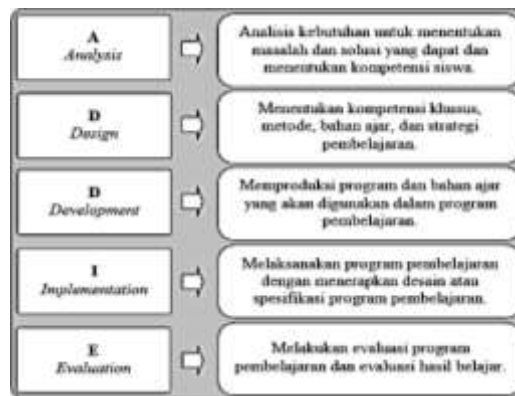 A
Analysis
Analisis kebutuhan untuk menentukan
masalah dan solusi yang dapat dan
menentukan kompetensi siswa.
D
Design
Menentukan kompetensi khusus,
metode, bahan ajar, dan strategi
pembelajaran.
D
Development
Memproduksi program dan bahan ajar
yang akan digunakan dalam program
pembelajaran.
I
Implementation
Melaksanakan program pembelajaran
dengan menerapkan desain atau
spesifikasi program pembelajaran.
E
Evaluation
Melakukan evaluasi program
pembelajaran dan evaluasi hasil belajar.